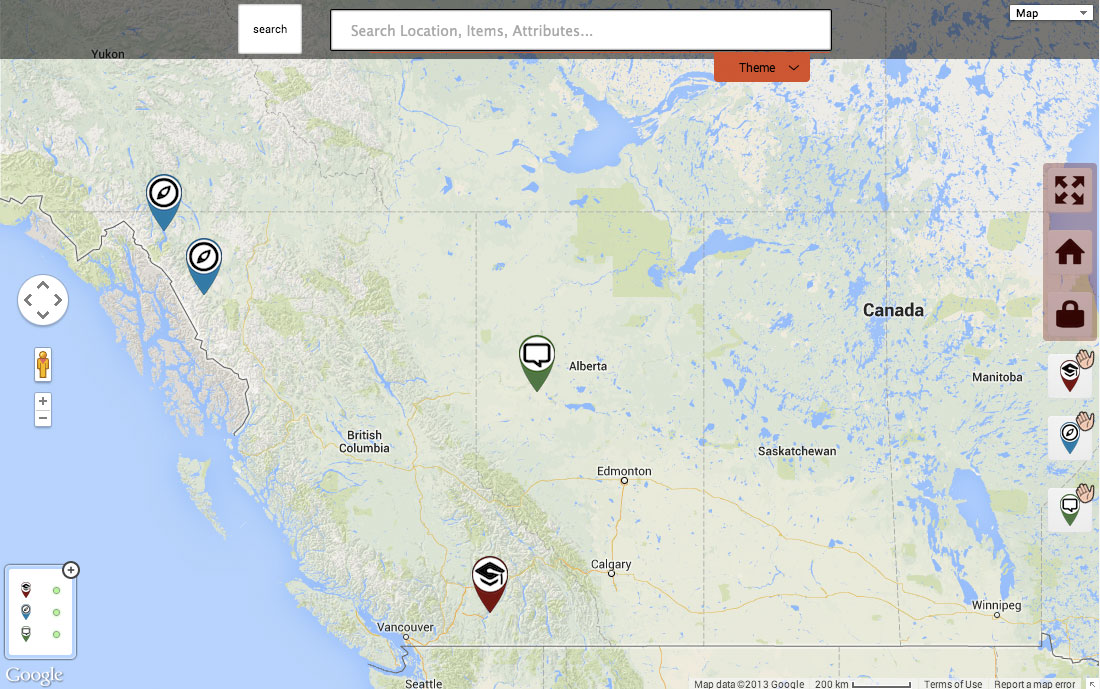 search
Search Location, Items, Attributes...
Map
Yukon
Theme
Canada
Alberta
Manitoba
British
Columbia
Saskatchewan
Edmonton
Calgary
Winnipeg
Vancouver
Google
Seattle
Map data ©2013 Google
200 km
Terms of Use
Report a map error